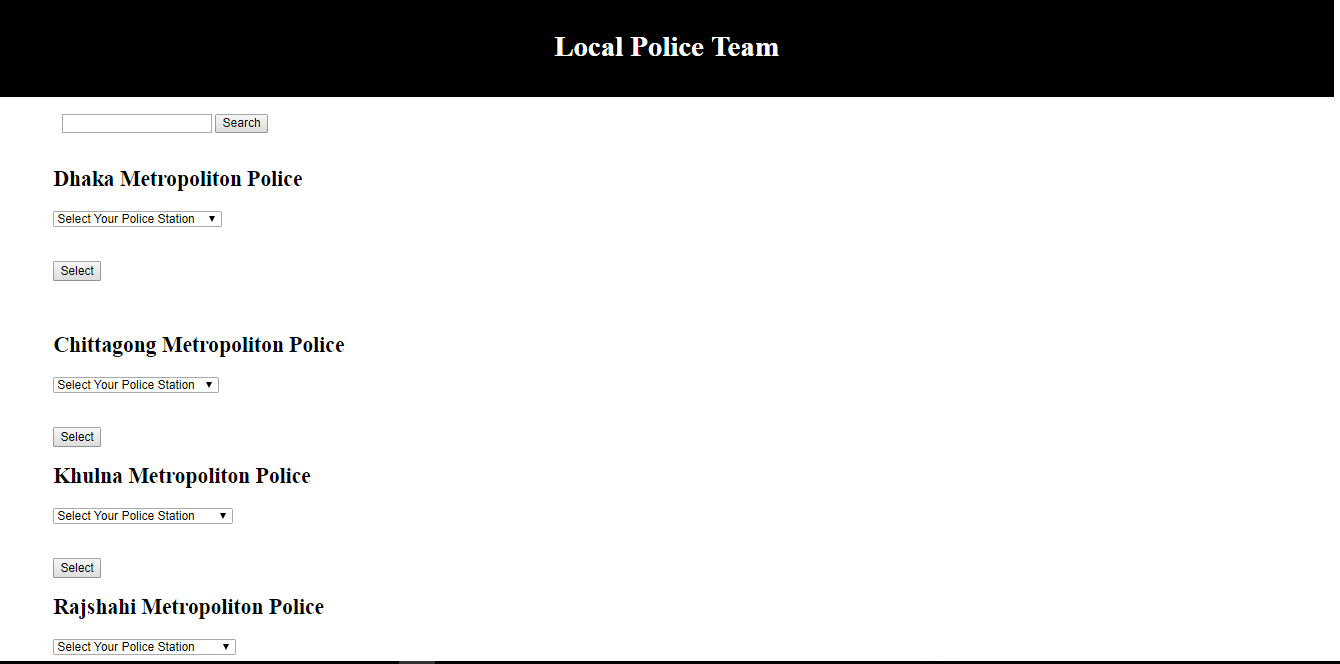 Local Police Team
Search
Dhaka Metropoliton Police
Select Your Police Station
Select
Chittagong Metropoliton Police
Select Your Police Station
Select
Khulna Metropoliton Police
Select Your Police Station
Select
Rajshahi Metropoliton Police
Select Your Police Station